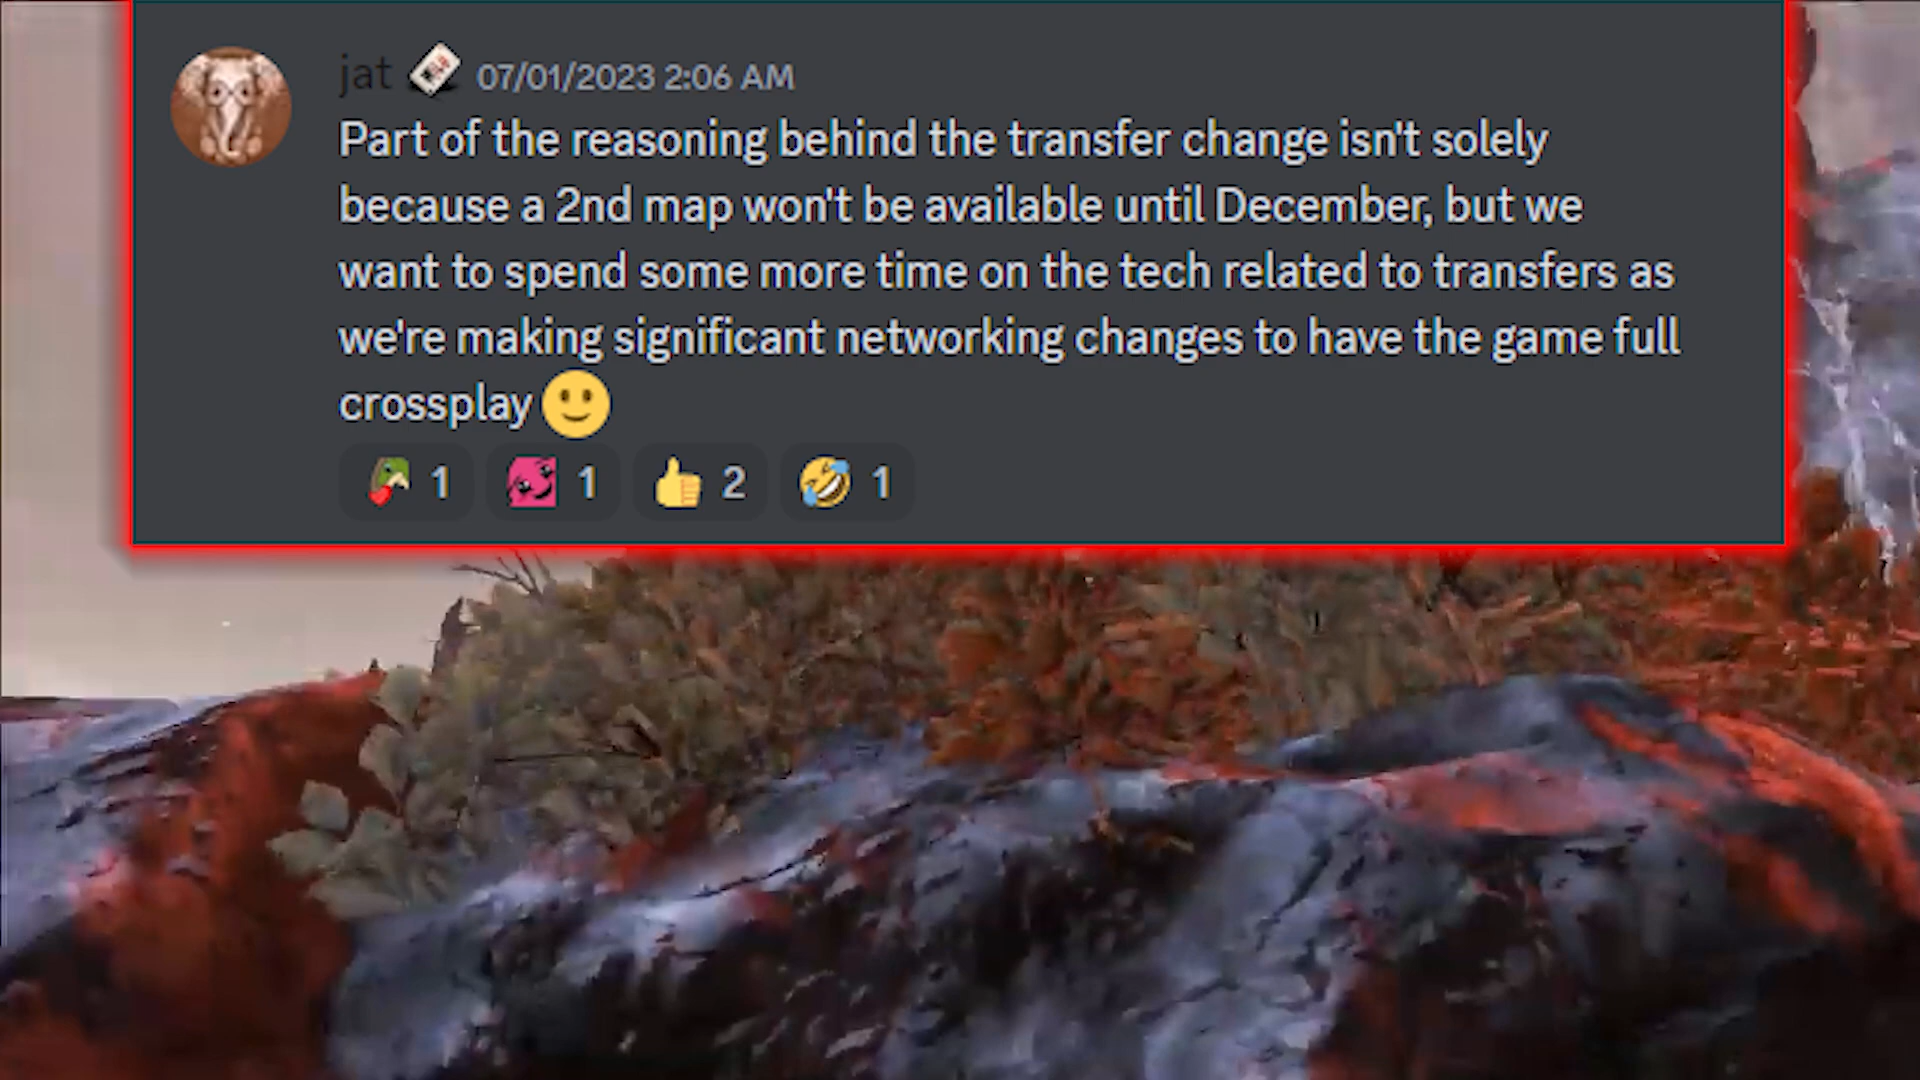 jat 07/01/2023 2:06 AM
Part of the reasoning behind the transfer change isn't solely
because a 2nd map won't be available until December, but we
want to spend some more time on the tech related to transfers as
we're making significant networking changes to have the game full
crossplay 🙂
1 1 2 1